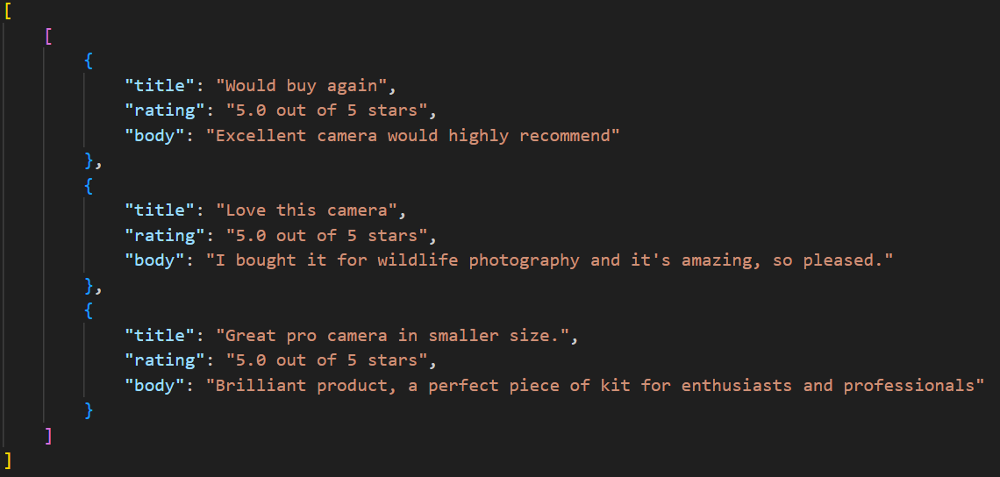 [
[
{
"title": "Would buy again",
"rating": "5.0 out of 5 stars",
"body": "Excellent camera would highly recommend"
},
{
"title": "Love this camera",
"rating": "5.0 out of 5 stars",
"body": "I bought it for wildlife photography and it's amazing, so pleased."
},
{
"title": "Great pro camera in smaller size.",
"rating": "5.0 out of 5 stars",
"body": "Brilliant product, a perfect piece of kit for enthusiasts and professionals"
}
]
]